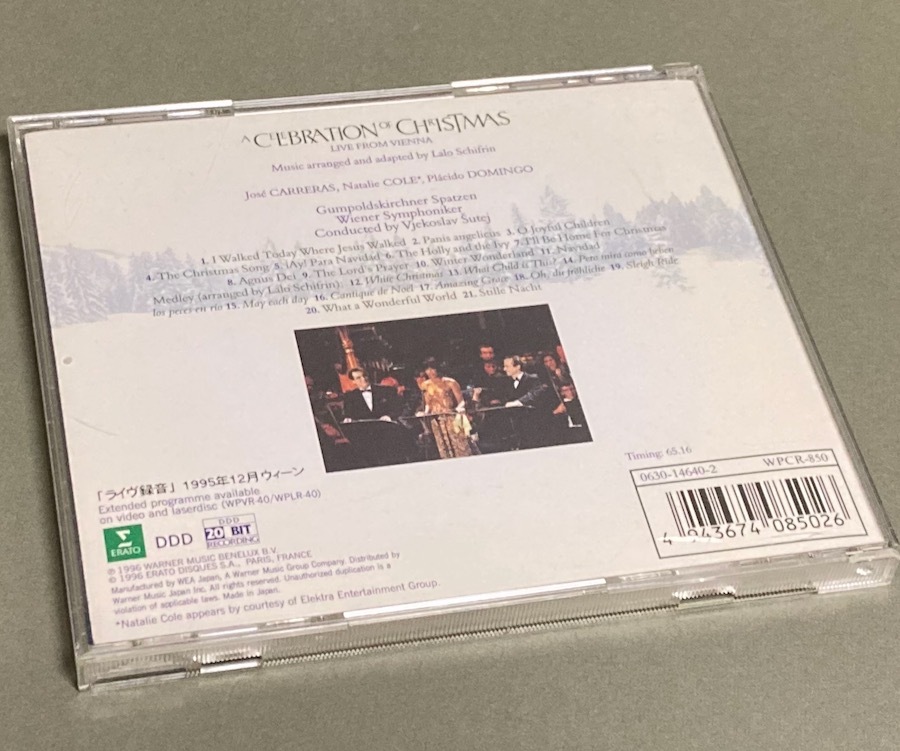 A CELEBRATION OF CHRISTMAS
LIVE FROM VIENNA
Music arranged and adapted by Lalo Schifrin
José CARRERAS, Natalie COLE*, Plácido DOMINGO
Gumpoldskirchner Spatzen
Wiener Symphoniker
Conducted by Vjekoslav Šutej
1. I Walked Today Where Jesus Walked 2. Panis angelicus 3. O Joyful Children
4. The Christmas Song 5. ¡Ay! Para Navidad 6. The Holly and the Ivy 7. I'll Be Home For Christmas
8. Agnus Dei 9. The Lord's Prayer 10. Winter Wonderland 11. Navidad
Medley (arranged by Lalo Schifrin): 12. White Christmas 13. What Child is This? 14. Pero mira como beben
los peces en rio 15. May each day 16. Cantique de Noël 17. Amazing Grace 18. Oh, du fröhliche 19. Sleigh Ride
20. What a Wonderful World 21. Stille Nacht
Timing: 65.16
0630-14640-2 WPCR-850
4 943674 085026
「ライヴ録音」1995年12月ウィーン
Extended programme available
on video and laserdisc (WPVR-40/WPLR-40)
ERATO
DDD
DDD
20 BIT
RECORDING
℗ 1996 WARNER MUSIC BENELUX B.V.
© 1996 ERATO DISQUES S.A., PARIS, FRANCE
Manufactured by WEA Japan, A Warner Music Group Company. Distributed by
Warner Music Japan Inc. All rights reserved. Unauthorized duplication is a
violation of applicable laws. Made in Japan.
*Natalie Cole appears by courtesy of Elektra Entertainment Group.